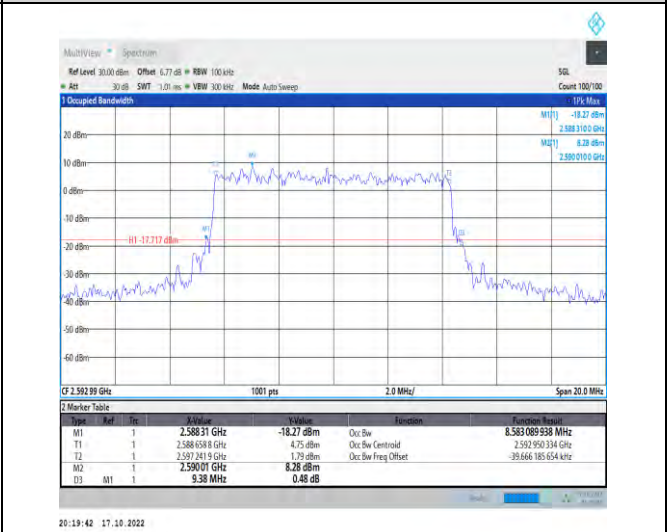 MultiView Spectrum
Ref Level 30.00 dBm Offset 6.77 dB RBW 100 kHz SGL
Att 30 dB SWT 1.01 ms VBW 300 kHz Mode Auto Sweep Count 100/100
1 Occupied Bandwidth 1Pk Max
M1[1] -18.27 dBm
2.588 3100 GHz
20 dBm M2[1] 8.28 dBm
2.590 0100 GHz
M2
10 dBm
T2
0 dBm
-10 dBm
M1
D3
H1 -17.717 dBm
-20 dBm
-30 dBm
-40 dBm
-50 dBm
-60 dBm
CF 2.592 99 GHz 1001 pts 2.0 MHz/ Span 20.0 MHz
2 Marker Table
Type Ref Trc X-Value Y-Value Function Function Result
M1 1 2.588 31 GHz -18.27 dBm Occ Bw 8.583 089 938 MHz
T1 1 2.588 658 8 GHz 4.75 dBm Occ Bw Centroid 2.592 950 334 GHz
T2 1 2.597 241 9 GHz 1.79 dBm Occ Bw Freq Offset -39.666 185 654 kHz
M2 1 2.590 01 GHz 8.28 dBm
D3 M1 1 9.38 MHz 0.48 dB
20:19:42 17.10.2022